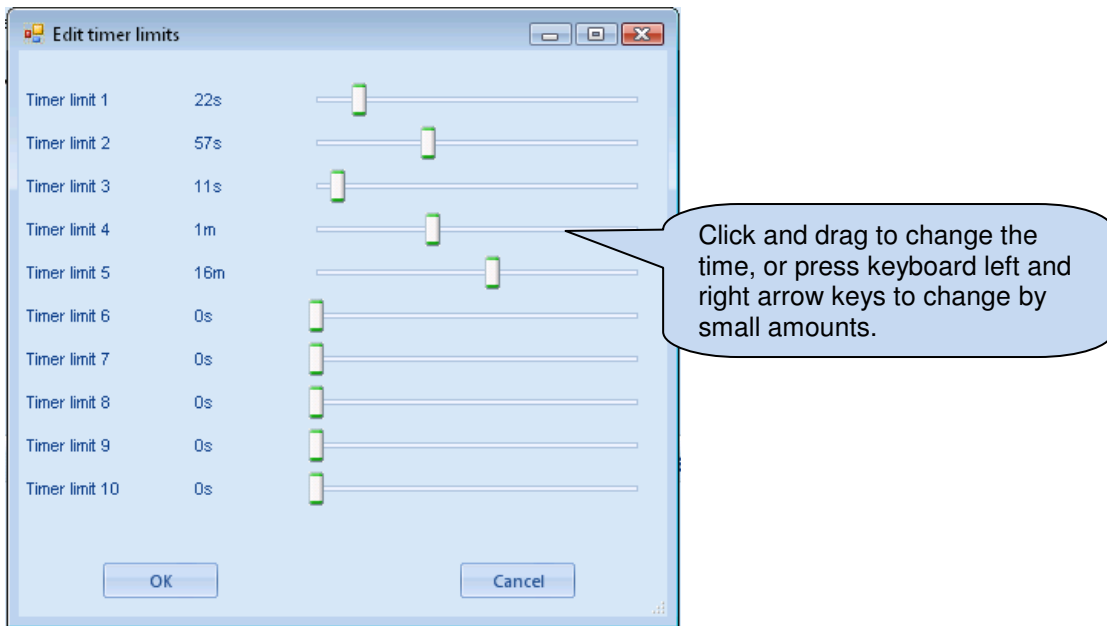 Edit timer limits
Timer limit 1 22s
Timer limit 2 57s
Timer limit 3 11s
Timer limit 4 1m
Timer limit 5 16m
Timer limit 6 0s
Timer limit 7 0s
Timer limit 8 0s
Timer limit 9 0s
Timer limit 10 0s
OK Cancel
Click and drag to change the
time, or press keyboard left and
right arrow keys to change by
small amounts.